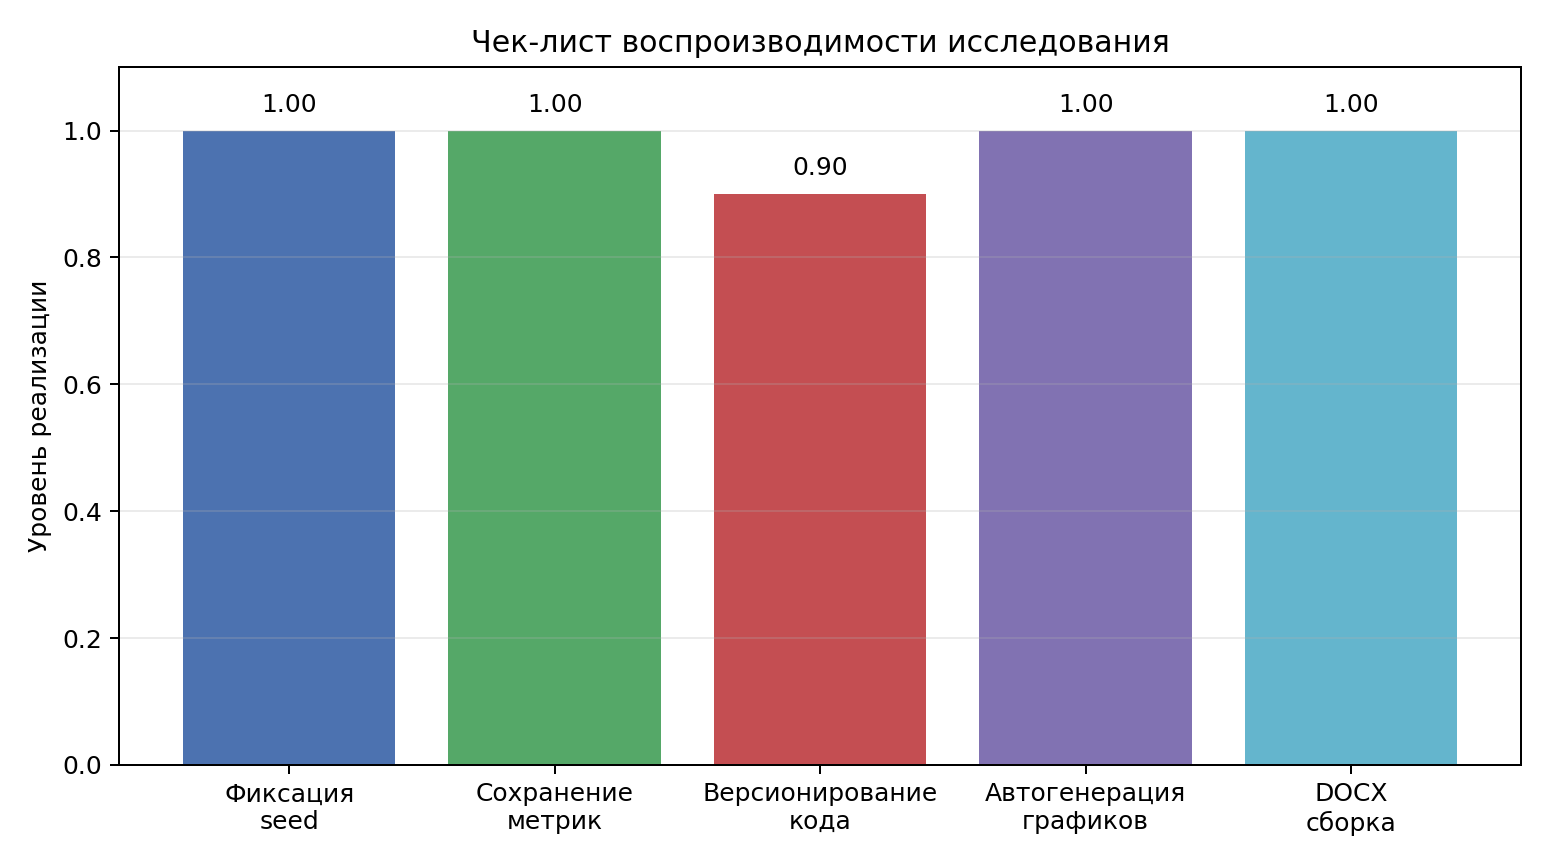 Чек-лист воспроизводимости исследования
Уровень реализации
1.0
0.8
0.6
0.4
0.2
0.0
1.00
1.00
0.90
1.00
1.00
Фиксация
seed
Сохранение
метрик
Версионирование
кода
Автогенерация
графиков
DOCX
сборка